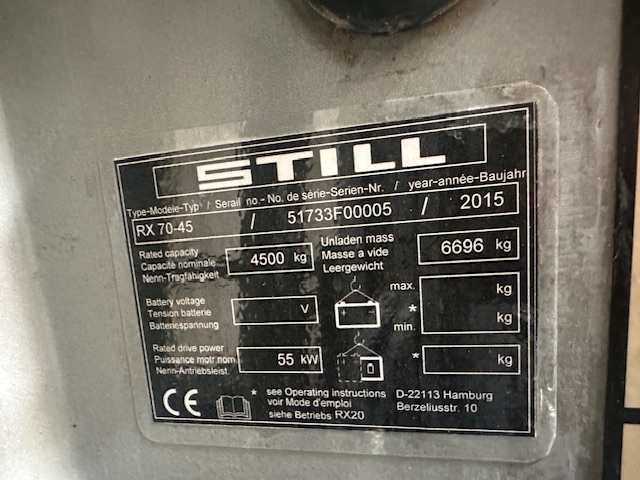 STILL
Type-Modèle-Typ / Serail no.- No. de série-Serien-Nr. / year-année-Baujahr
RX 70-45 / 51733F00005 / 2015
Rated capacity
Capacité nominale
Nenn-Tragfähigkeit
4500 kg
Unladen mass
Masse a vide
Leergewicht
6696 kg
Battery voltage
Tension batterie
Batteriespannung
V
max. kg
* min. kg
Rated drive power
Puissance motr.nom.
Nenn-Antriebsleist.
55 kW
* kg
CE
* see Operating instructions
voir Mode d'emploi
siehe Betriebs RX20
D-22113 Hamburg
Berzeliusstr. 10